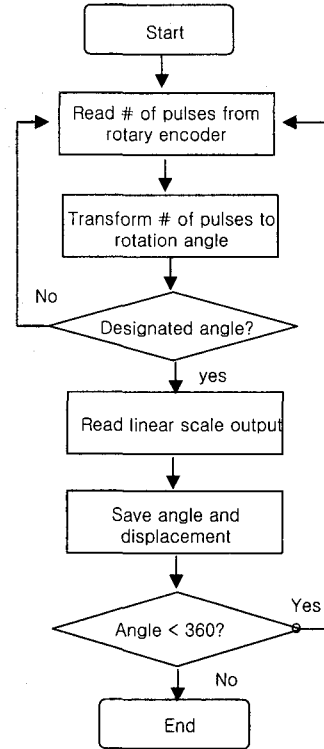 Start
Read # of pulses from
rotary encoder
Transform # of pulses to
rotation angle
No
Designated angle?
yes
Read linear scale output
Save angle and
displacement
Yes
Angle < 360?
No
End